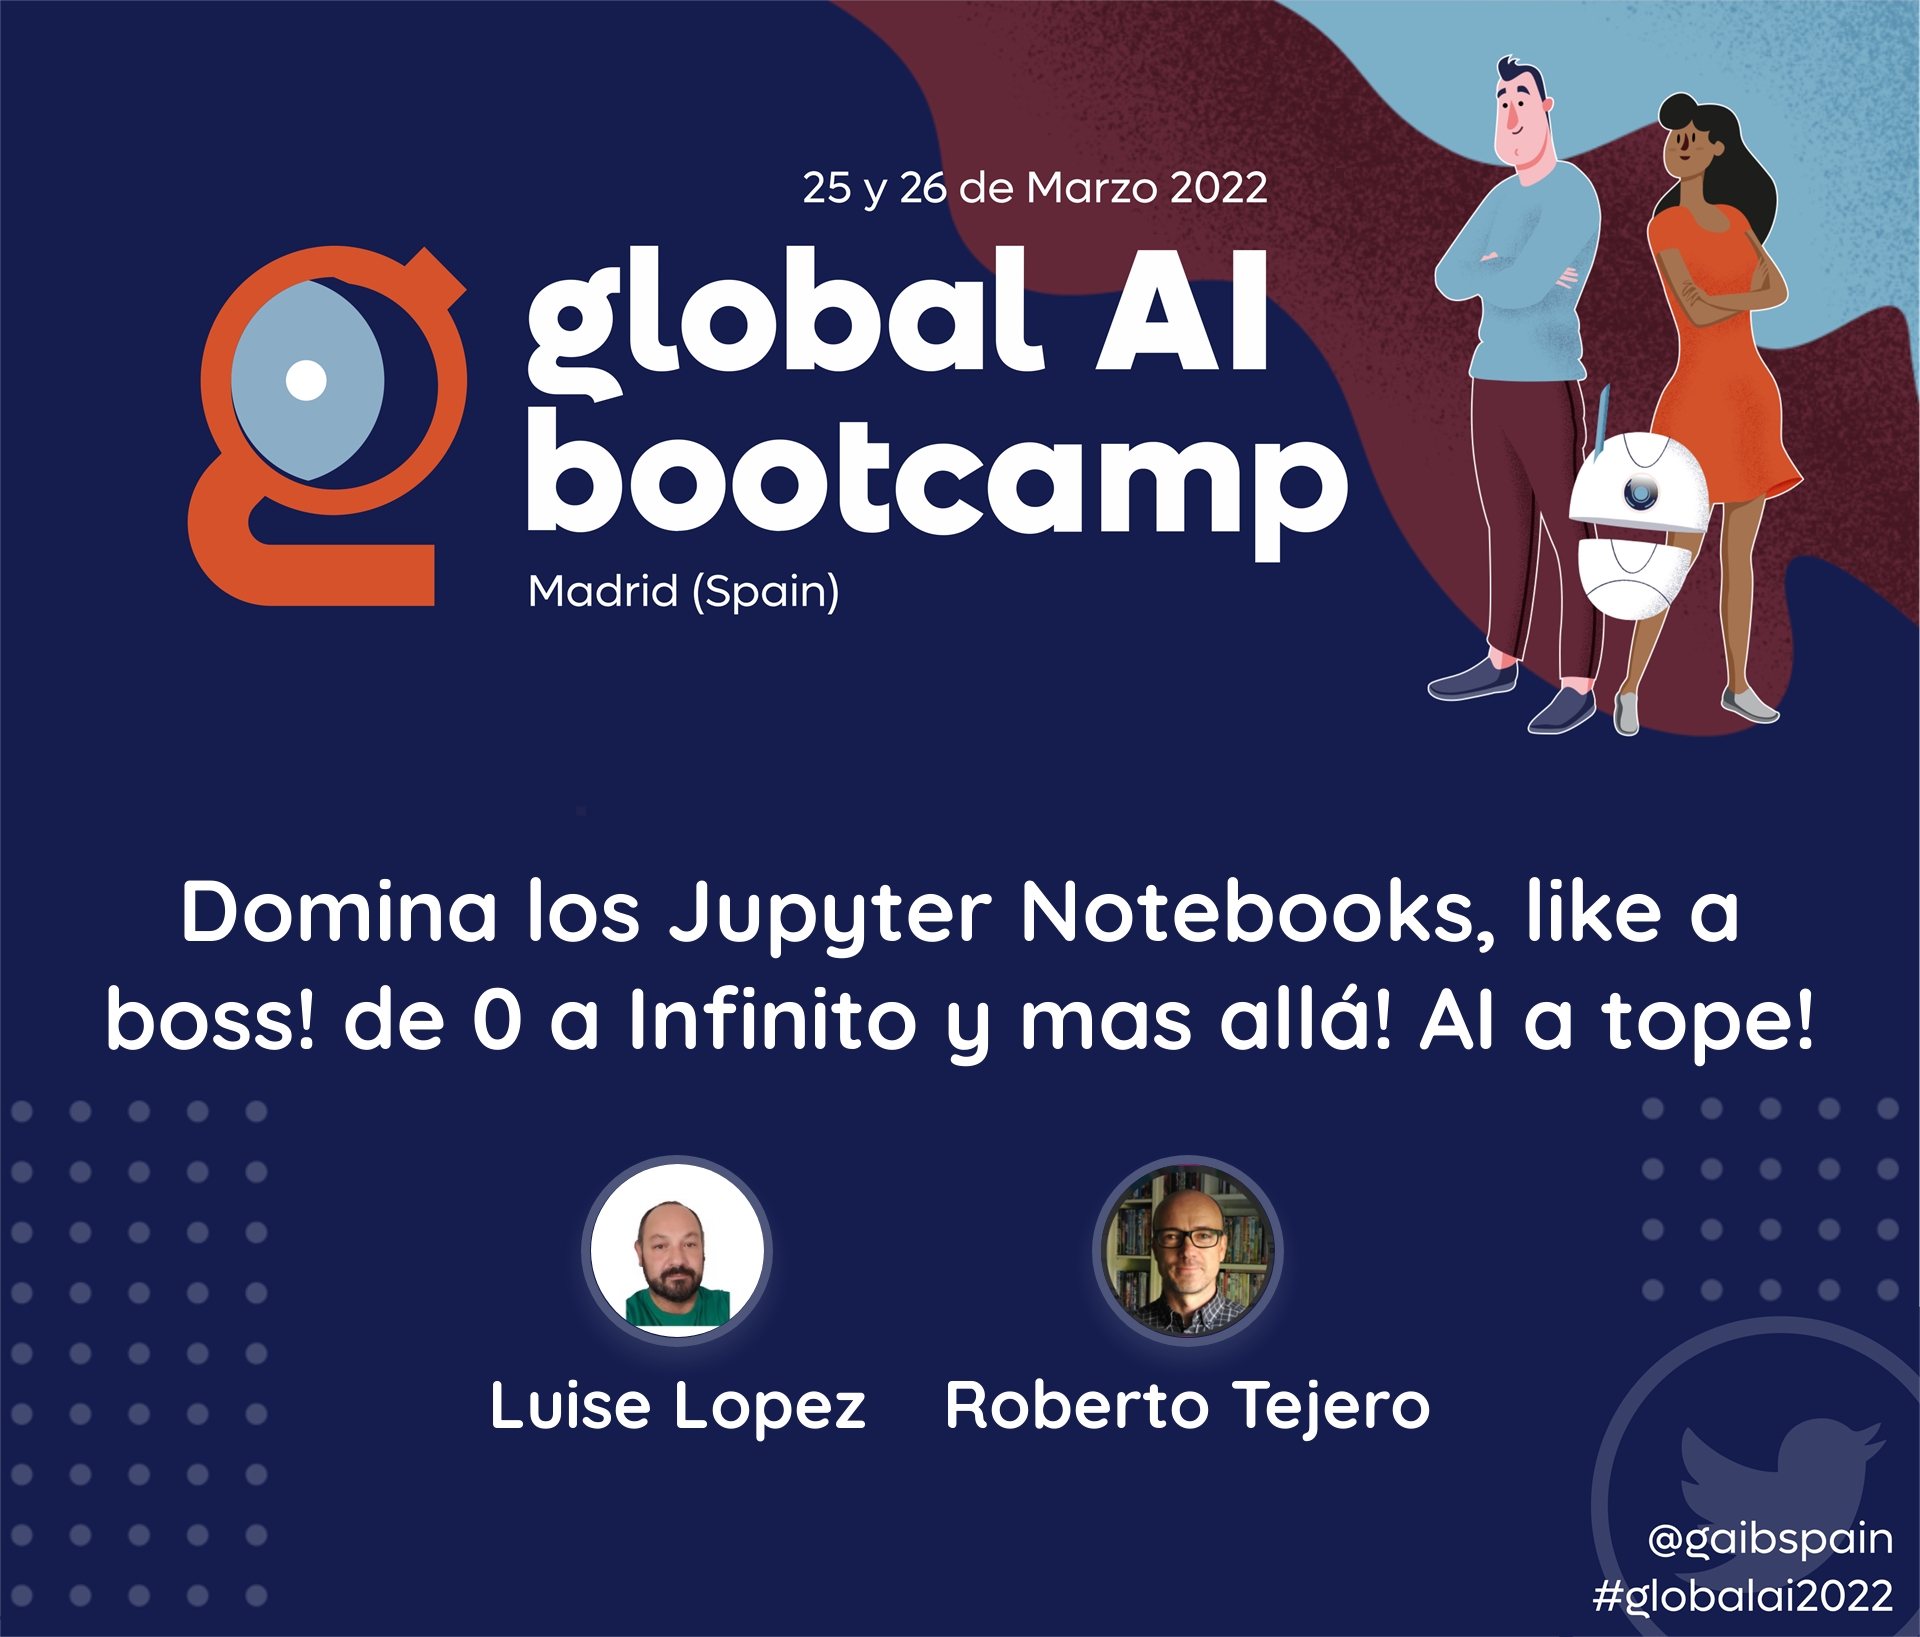 25 y 26 de Marzo 2022
global AI
bootcamp
Madrid (Spain)
Domina los Jupyter Notebooks, like a
boss! de 0 a Infinito y mas allá! AI a tope!
Luise Lopez
Roberto Tejero
@gaibspain
#globalai2022